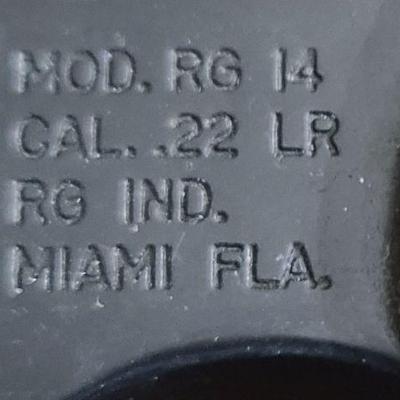 MOD. RG 14
CAL. .22 LR
RG IND.
MIAMI FLA.